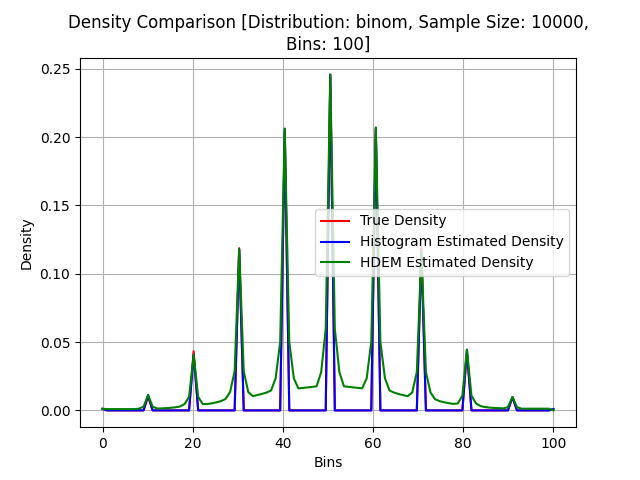 Density Comparison [Distribution: binom, Sample Size: 10000,
Bins: 100]
0.25
0.20
0.15
0.10
0.05
0.00
Density
True Density
Histogram Estimated Density
HDEM Estimated Density
0 20 40 60 80 100
Bins